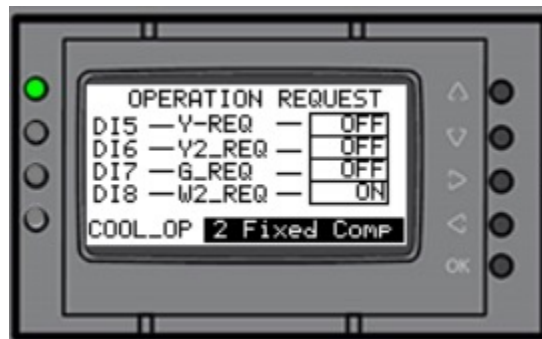 OPERATION REQUEST
DI5 —Y-REQ — OFF
DI6 —Y2_REQ — OFF
DI7 —G_REQ — OFF
DI8 —W2_REQ — ON
COOL_OP 2 Fixed Comp
OK